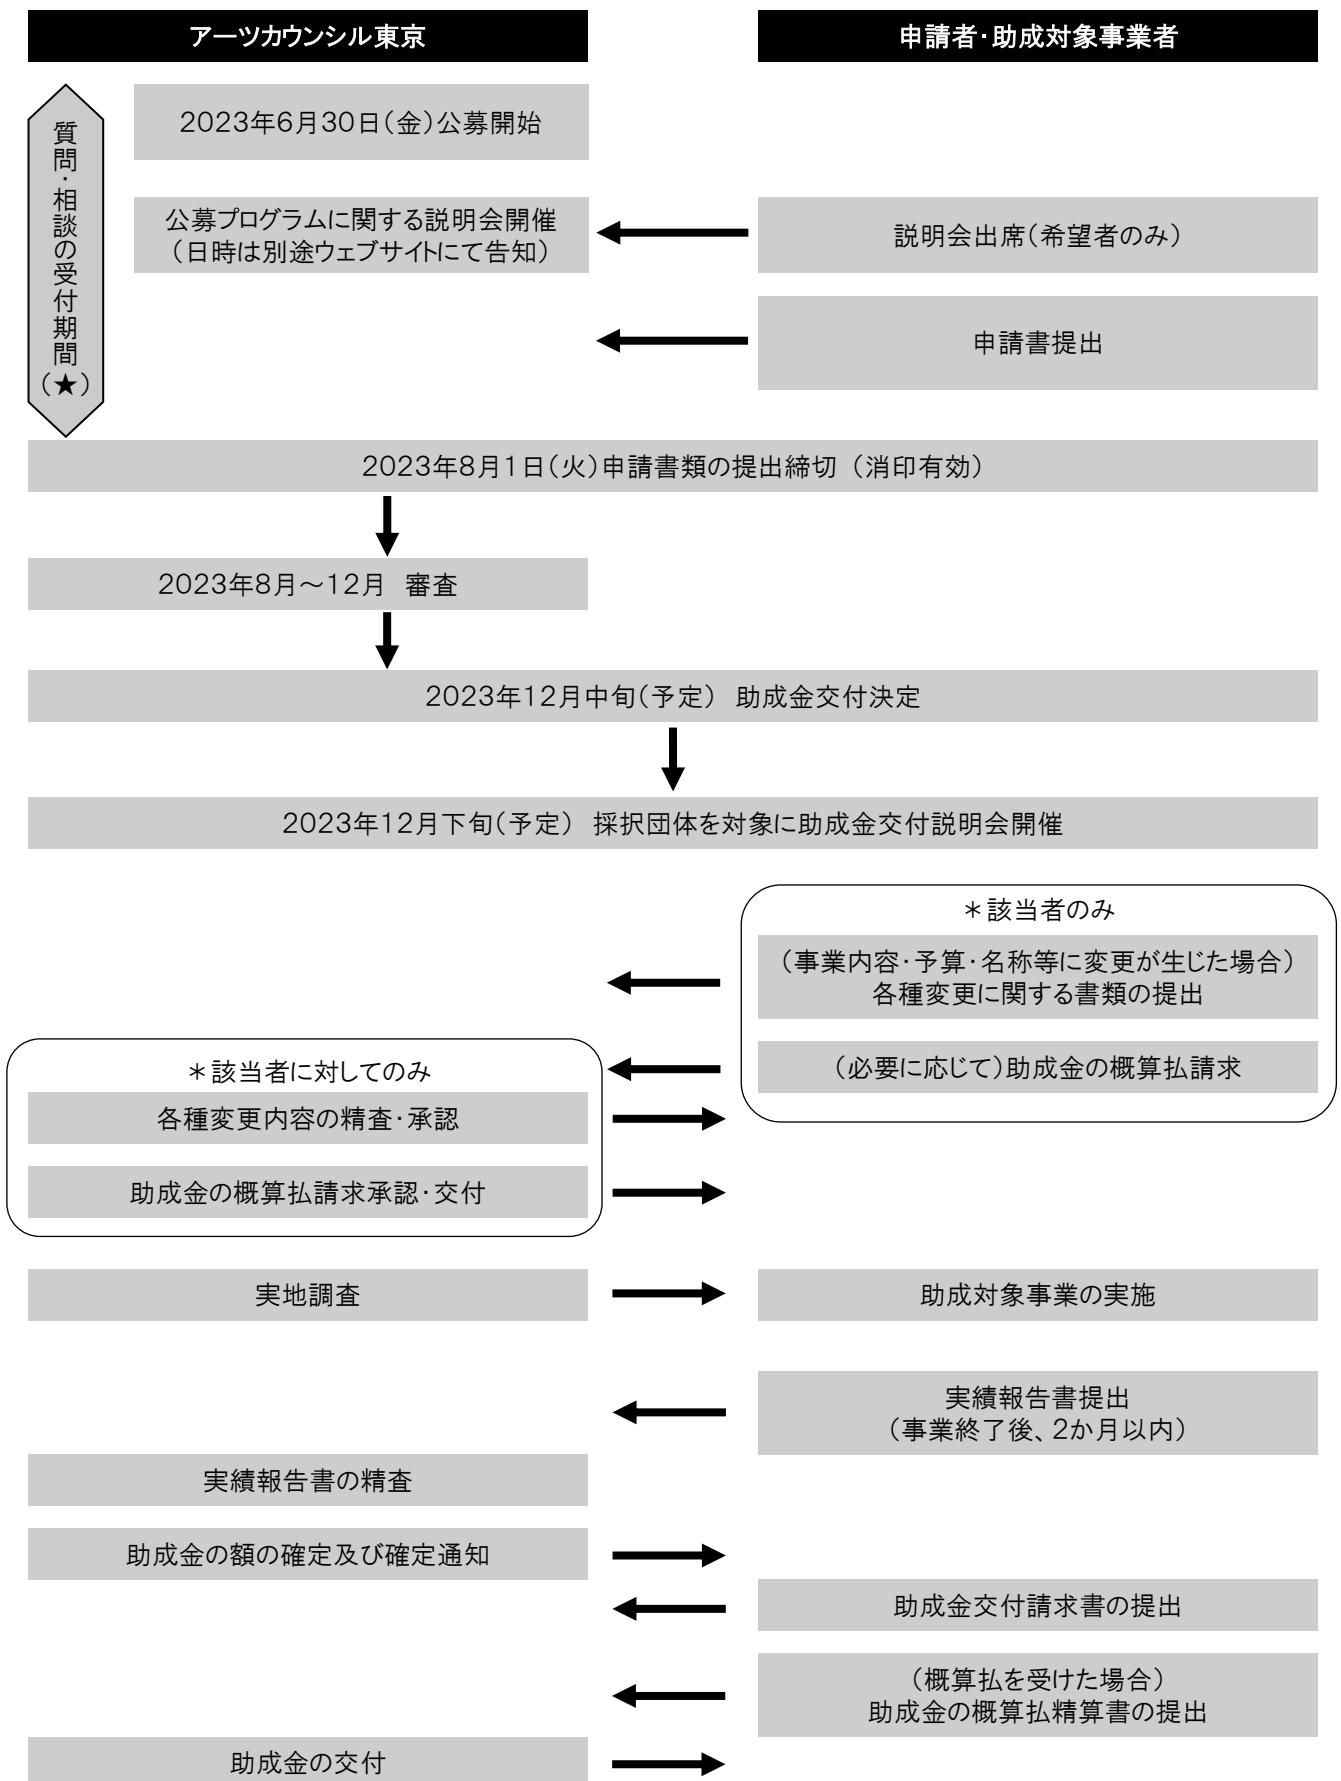 アーツカウンシル東京
申請者・助成対象事業者
質問・相談の受付期間(★)
2023年6月30日(金)公募開始
公募プログラムに関する説明会開催
(日時は別途ウェブサイトにて告知)
説明会出席(希望者のみ)
申請書提出
2023年8月1日(火)申請書類の提出締切 (消印有効)
2023年8月~12月 審査
2023年12月中旬(予定) 助成金交付決定
2023年12月下旬(予定) 採択団体を対象に助成金交付説明会開催
*該当者のみ
(事業内容・予算・名称等に変更が生じた場合)
各種変更に関する書類の提出
(必要に応じて)助成金の概算払請求
*該当者に対してのみ
各種変更内容の精査・承認
助成金の概算払請求承認・交付
実地調査
助成対象事業の実施
実績報告書提出
(事業終了後、2か月以内)
実績報告書の精査
助成金の額の確定及び確定通知
助成金交付請求書の提出
(概算払を受けた場合)
助成金の概算払精算書の提出
助成金の交付